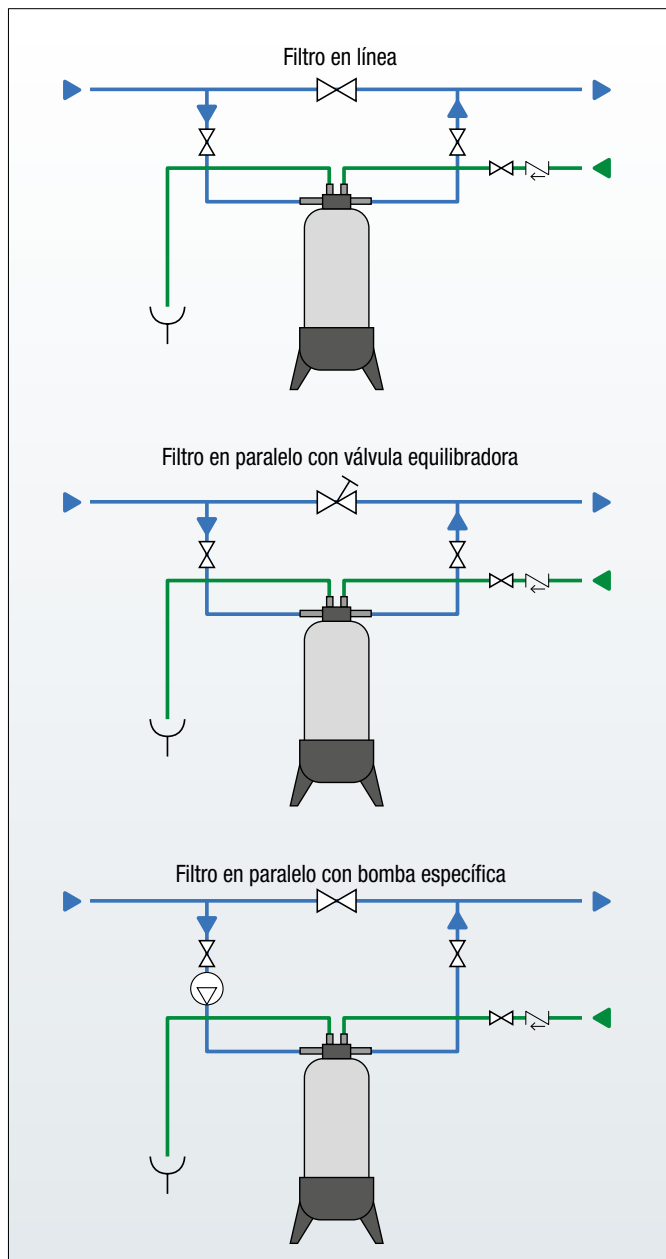 Filtro en línea
Filtro en paralelo con válvula equilibradora
Filtro en paralelo con bomba específica